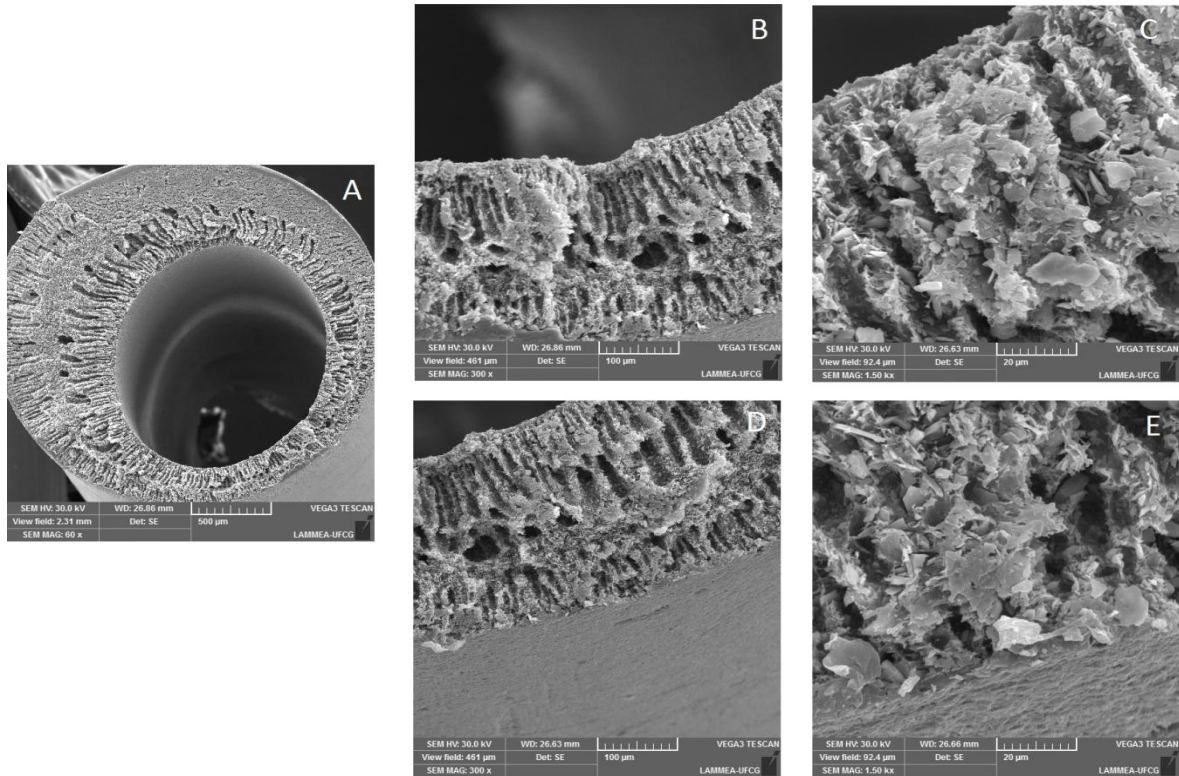 A
SEM HV: 30.0 kV WD: 26.86 mm VEGA3 TESCAN
View field: 2.31 mm Det: SE 500 µm
SEM MAG: 60 x LAMMEA-UFCG
B
SEM HV: 30.0 kV WD: 26.86 mm VEGA3 TESCAN
View field: 461 µm Det: SE 100 µm
SEM MAG: 300 x LAMMEA-UFCG
C
SEM HV: 30.0 kV WD: 26.63 mm VEGA3 TESCAN
View field: 92.4 µm Det: SE 20 µm
SEM MAG: 1.50 kx LAMMEA-UFCG
D
SEM HV: 30.0 kV WD: 26.63 mm VEGA3 TESCAN
View field: 461 µm Det: SE 100 µm
SEM MAG: 300 x LAMMEA-UFCG
E
SEM HV: 30.0 kV WD: 26.66 mm VEGA3 TESCAN
View field: 92.4 µm Det: SE 20 µm
SEM MAG: 1.50 kx LAMMEA-UFCG